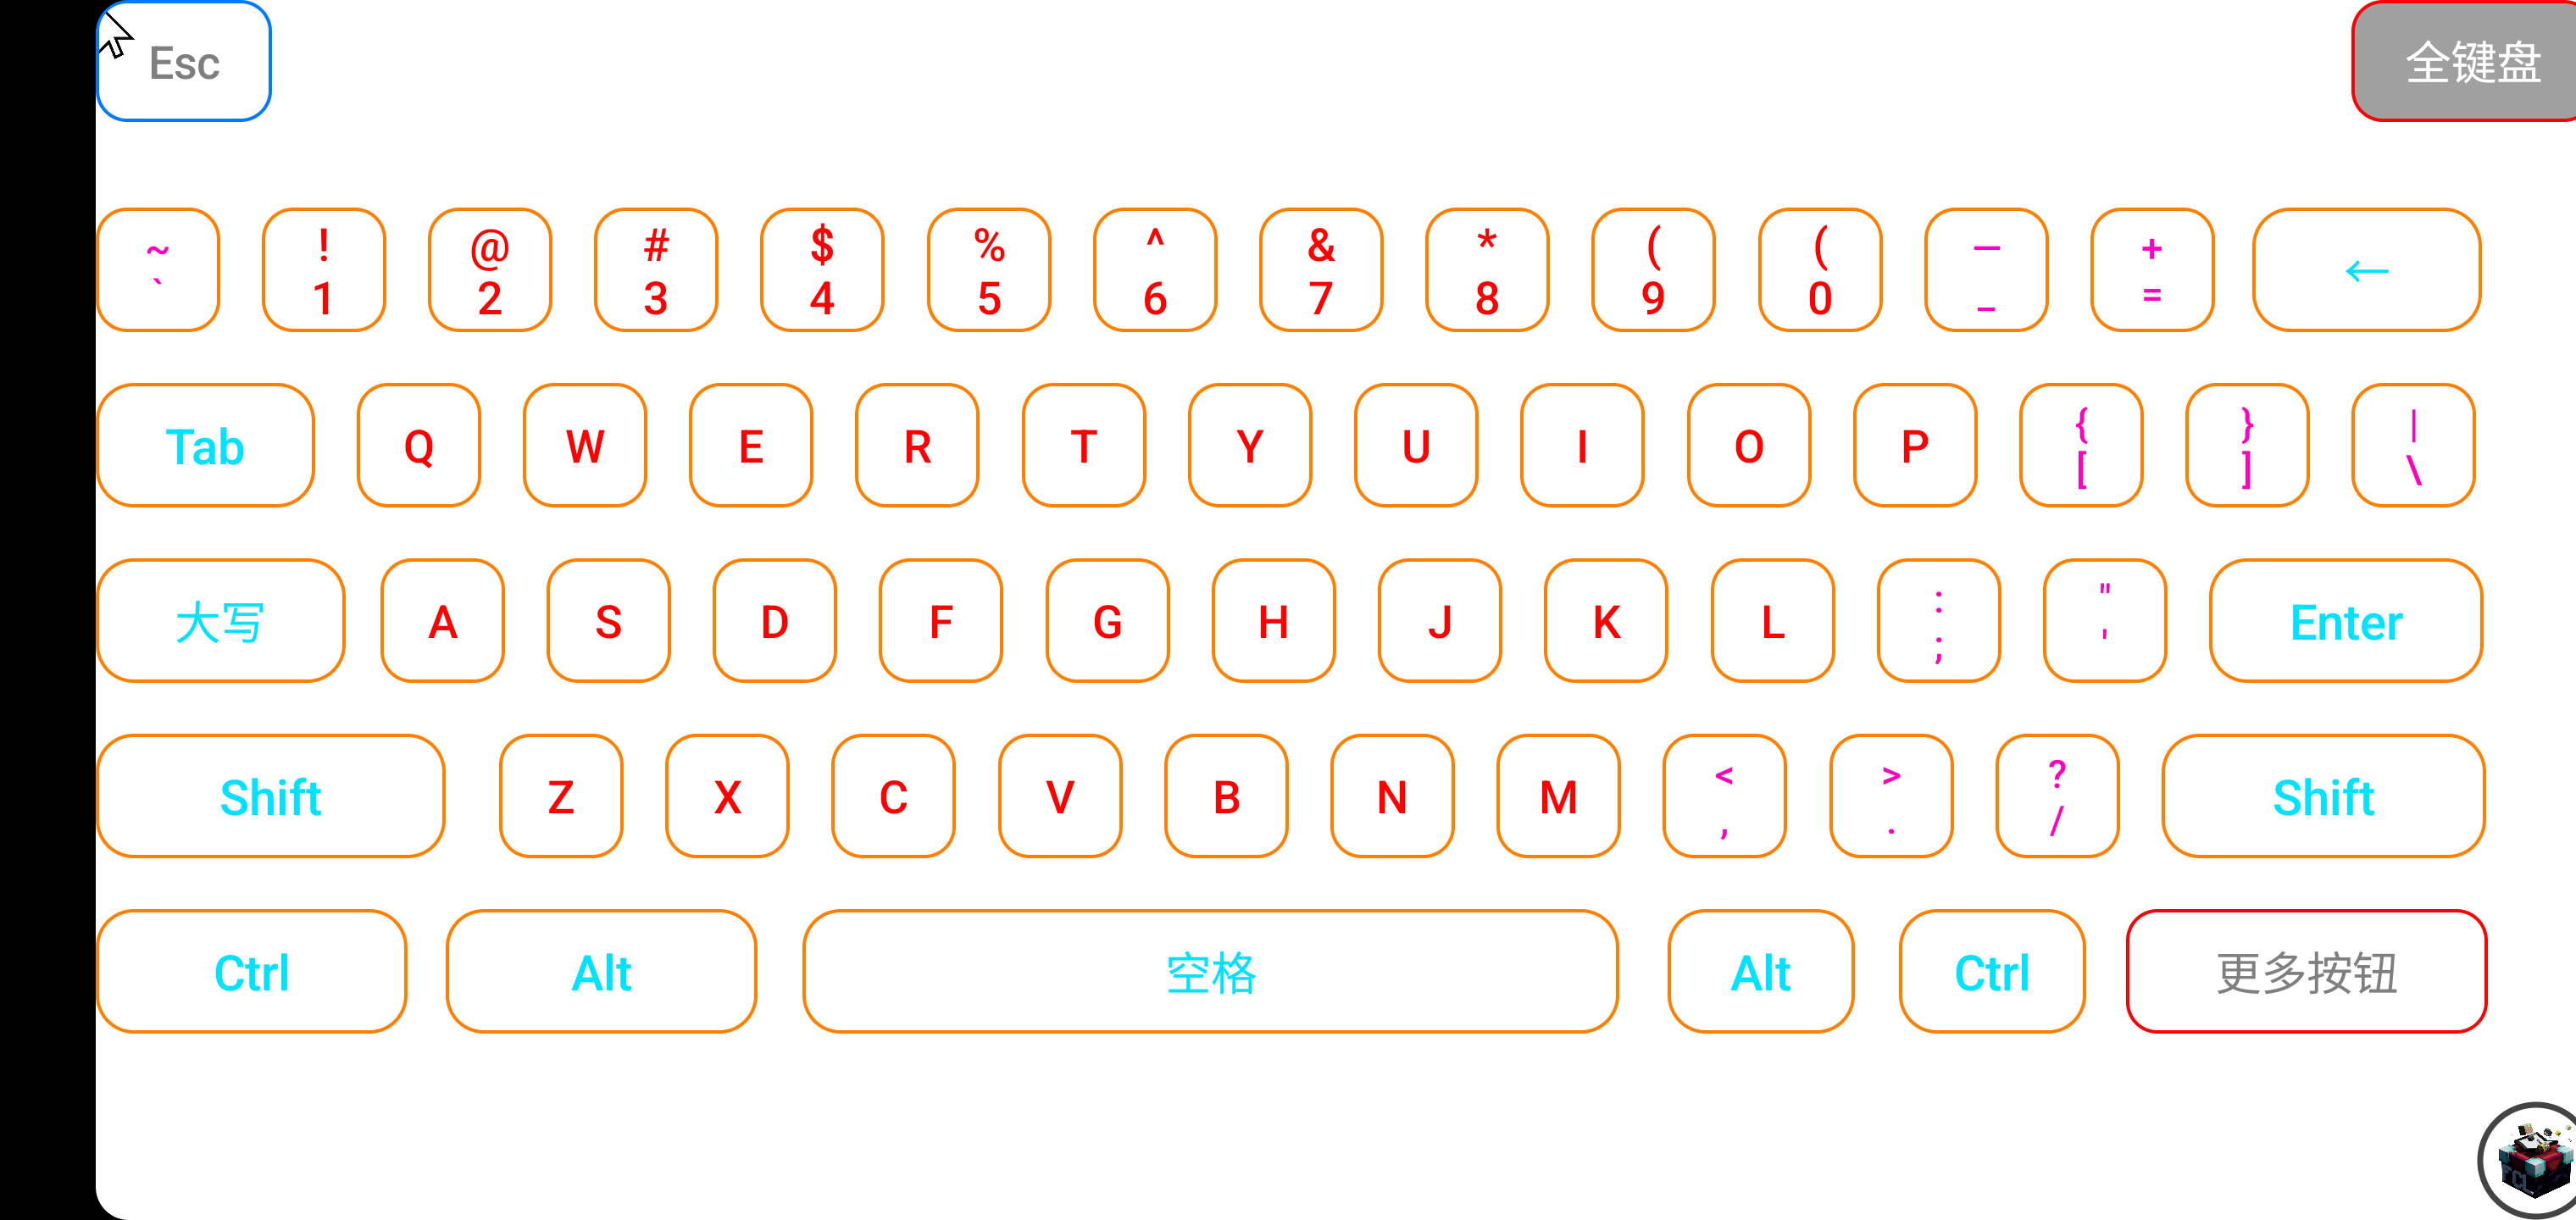 Esc 全键盘
~ ! @ # $ % ^ & * ( ( — +
` 1 2 3 4 5 6 7 8 9 0 _ = ←
Tab Q W E R T Y U I O P { } |
[ ] \
大写 A S D F G H J K L : " Enter
; '
Shift Z X C V B N M < > ? Shift
, . /
Ctrl Alt 空格 Alt Ctrl 更多按钮
FCL